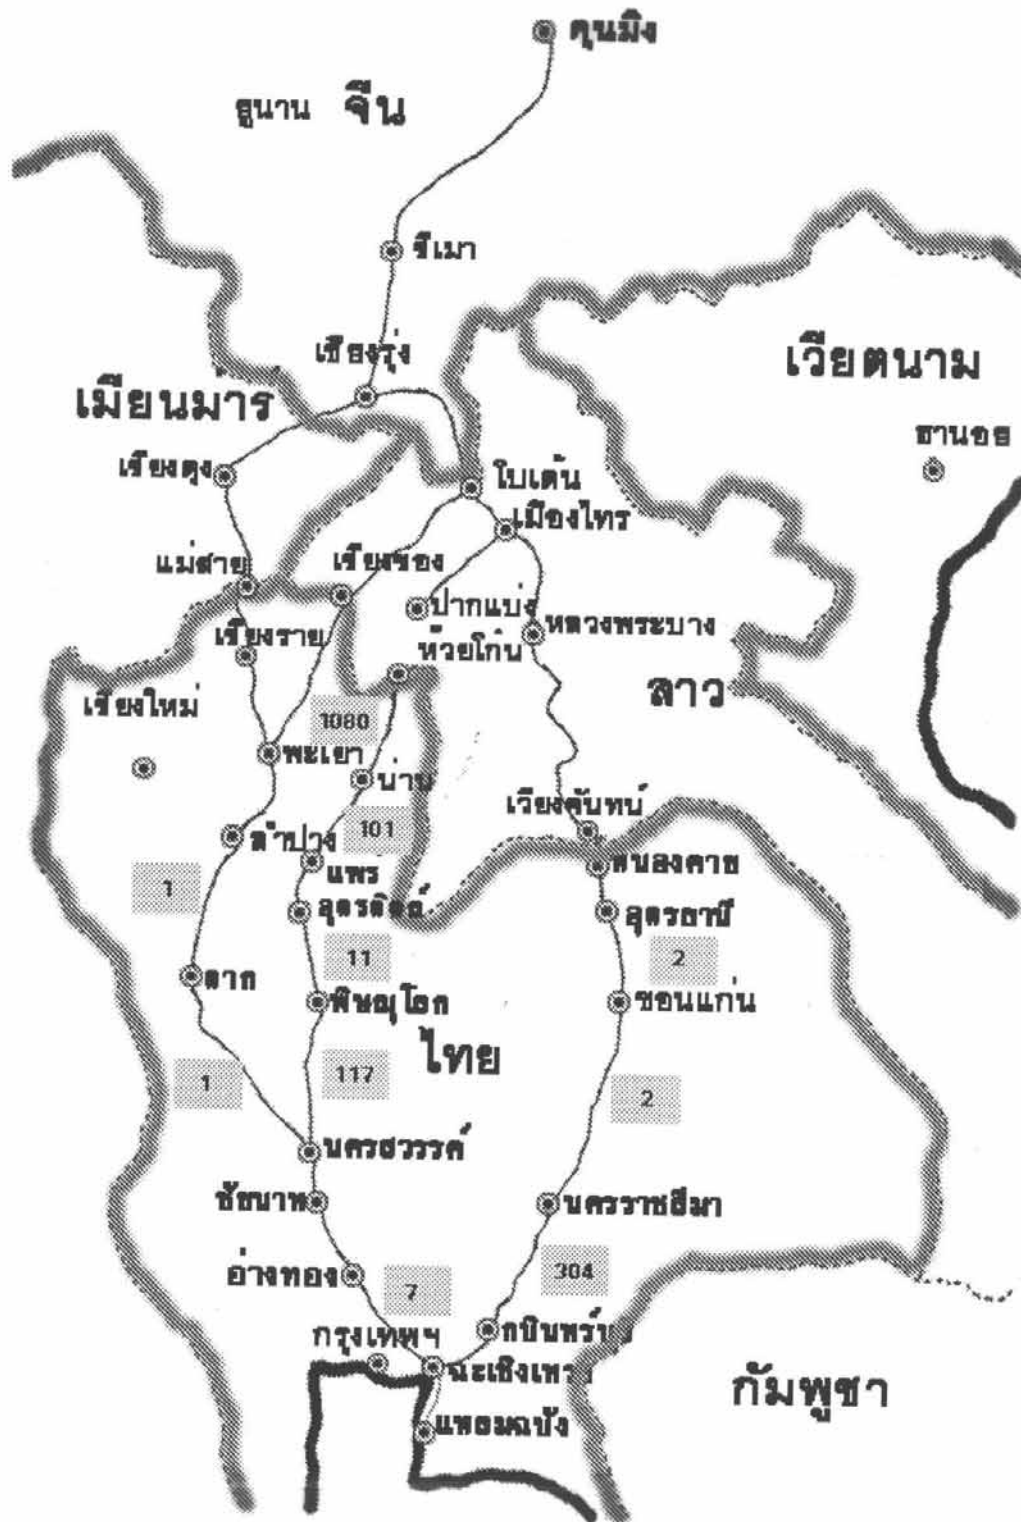 คุนมิง
ยูนาน จีน
ซือเมา
เชียงรุ่ง
เวียตนาม
เมียนม่าร์
ฮานอย
เชียงตุง
โบเต้น
เมืองไทร
แม่สาย
เชียงของ
ปากแบ่ง
เชียงราย
หลวงพระบาง
ห้วยโก๋น
ลาว
เชียงใหม่
1080
พะเยา
น่าน
เวียงจันทน์
101
ลำปาง
แพร่
หนองคาย
1
อุตรดิตถ์
อุดรธานี
11
2
ตาก
พิษณุโลก
ขอนแก่น
ไทย
1
117
2
นครสวรรค์
ชัยนาท
นครราชสีมา
อ่างทอง
7
304
กรุงเทพฯ
ฉะเชิงเทรา
กัมพูชา
แหลมฉบัง